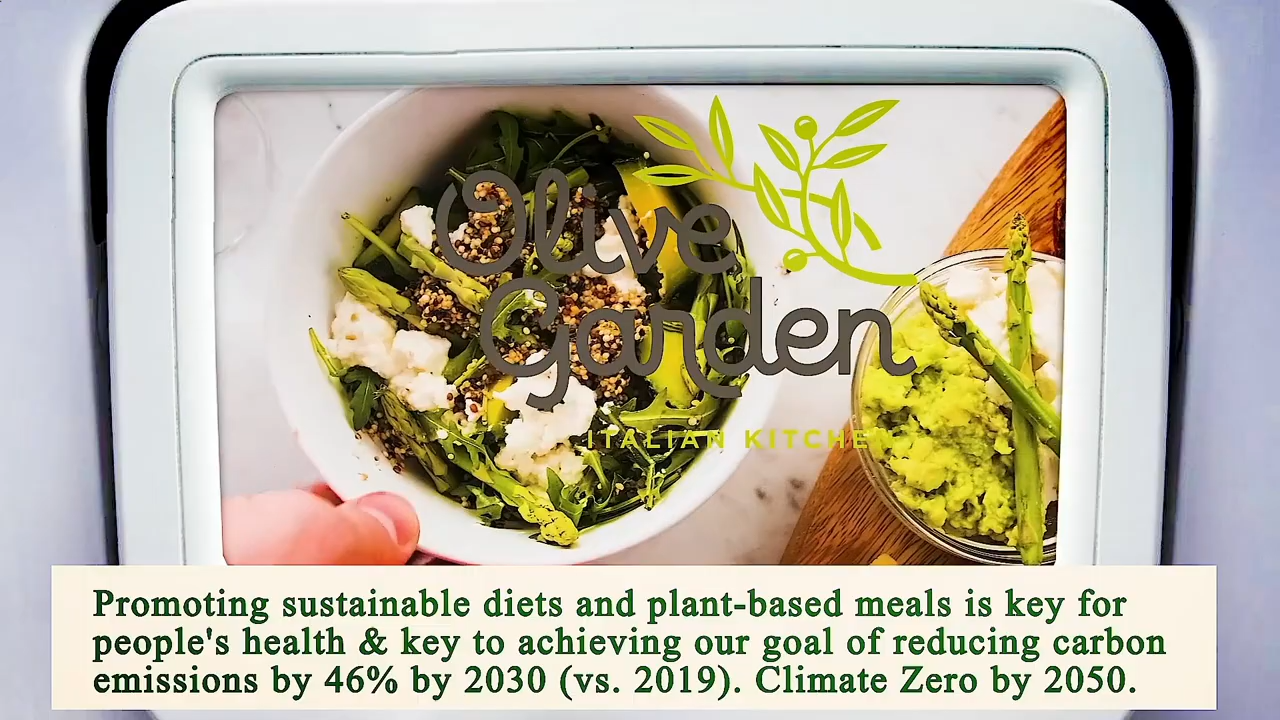 Olive
Garden
ITALIAN KITCHEN
Promoting sustainable diets and plant-based meals is key for
people's health & key to achieving our goal of reducing carbon
emissions by 46% by 2030 (vs. 2019). Climate Zero by 2050.